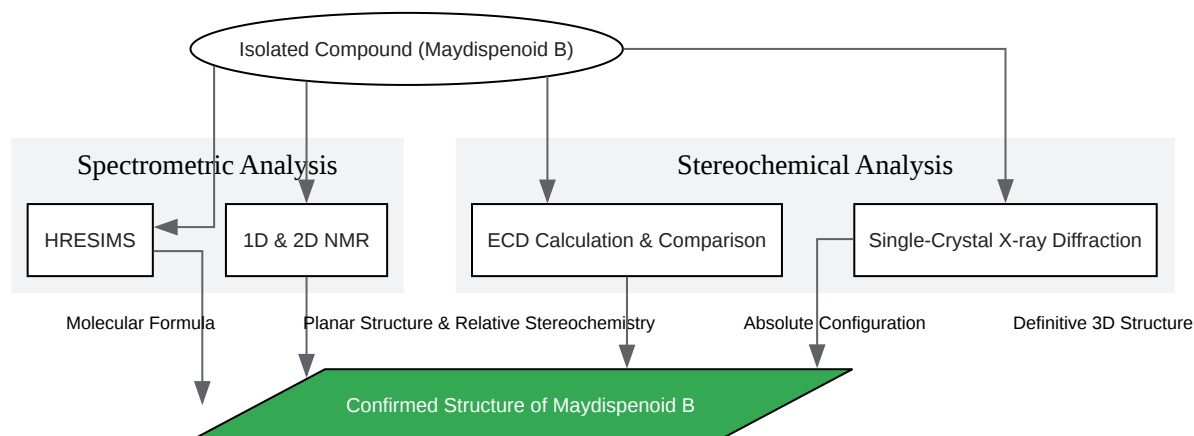 Isolated Compound (Maydispenoid B)
Spectrometric Analysis
Stereochemical Analysis
HRESIMS
1D & 2D NMR
ECD Calculation & Comparison
Single-Crystal X-ray Diffraction
Molecular Formula
Planar Structure & Relative Stereochemistry
Absolute Configuration
Definitive 3D Structure
Confirmed Structure of Maydispenoid B